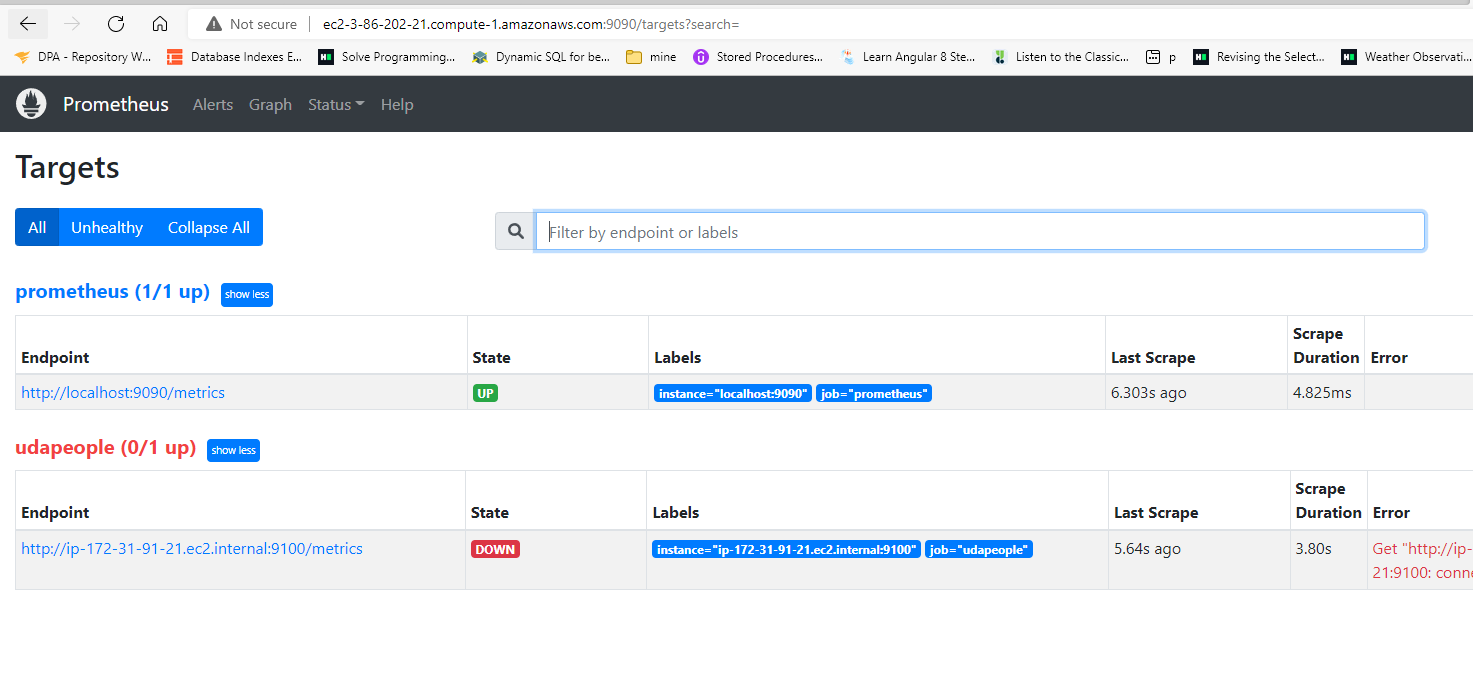 Not secure ec2-3-86-202-21.compute-1.amazonaws.com:9090/targets?search=
DPA - Repository W... Database Indexes E... Solve Programming... Dynamic SQL for be... mine Stored Procedures... Learn Angular 8 Ste... Listen to the Classic... p Revising the Select... Weather Observati...
Prometheus Alerts Graph Status Help
Targets
All Unhealthy Collapse All Filter by endpoint or labels
prometheus (1/1 up) show less
Endpoint State Labels Last Scrape Scrape Duration Error
http://localhost:9090/metrics UP instance="localhost:9090" job="prometheus" 6.303s ago 4.825ms
udapeople (0/1 up) show less
Endpoint State Labels Last Scrape Scrape Duration Error
http://ip-172-31-91-21.ec2.internal:9100/metrics DOWN instance="ip-172-31-91-21.ec2.internal:9100" job="udapeople" 5.64s ago 3.80s Get "http://ip-
21:9100: conne